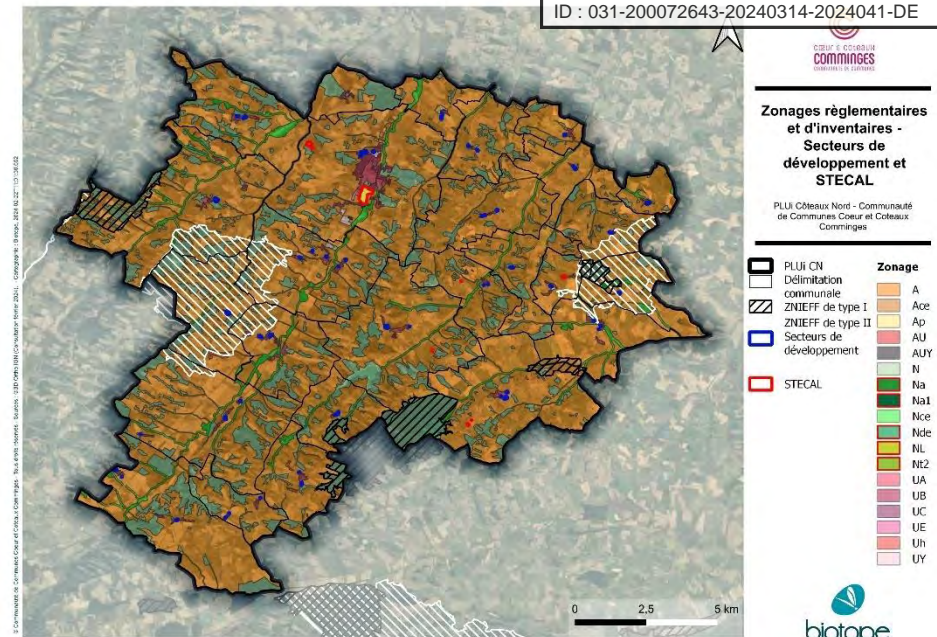 ID : 031-200072643-20240314-2024041-DE
CŒUR & COTEAUX
COMMINGES
Zonages règlementaires
et d'inventaires -
Secteurs de
développement et
STECAL
PLUi Côteaux Nord - Communauté
de Communes Coeur et Coteaux
Comminges
PLUi CN
Délimitation
communale
ZNIEFF de type I
ZNIEFF de type II
Secteurs de
développement
STECAL
Zonage
A
Ace
Ap
AU
AUY
N
Na
Na1
Nce
Nde
NL
Nt2
UA
UB
UC
UE
Uh
UY
0 2.5 5 km
biotope